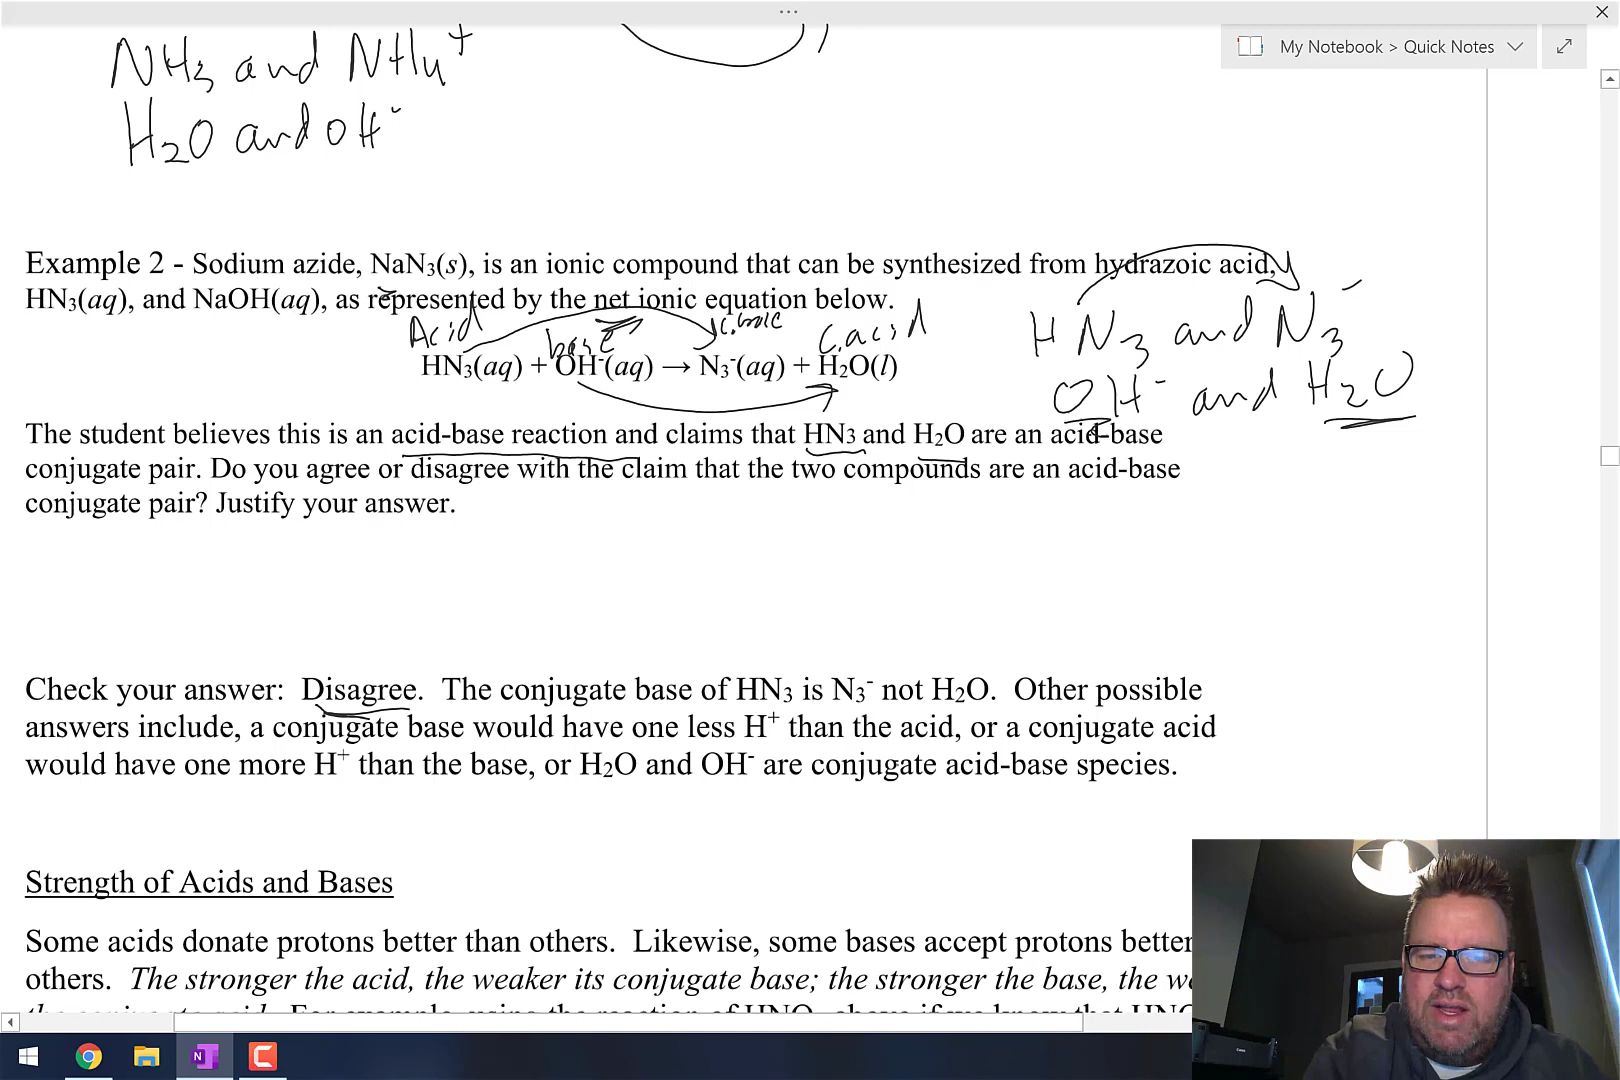 My Notebook > Quick Notes
NH3 and NH4+
H2O and OH-
Example 2 - Sodium azide, NaN3(s), is an ionic compound that can be synthesized from hydrazoic acid,
HN3(aq), and NaOH(aq), as represented by the net ionic equation below.
Acid base c. base c. acid
HN3(aq) + OH-(aq) → N3-(aq) + H2O(l)
HN3 and N3-
OH- and H2O
The student believes this is an acid-base reaction and claims that HN3 and H2O are an acid-base
conjugate pair. Do you agree or disagree with the claim that the two compounds are an acid-base
conjugate pair? Justify your answer.
Check your answer: Disagree. The conjugate base of HN3 is N3- not H2O. Other possible
answers include, a conjugate base would have one less H+ than the acid, or a conjugate acid
would have one more H+ than the base, or H2O and OH- are conjugate acid-base species.
Strength of Acids and Bases
Some acids donate protons better than others. Likewise, some bases accept protons better
others. The stronger the acid, the weaker its conjugate base; the stronger the base, the